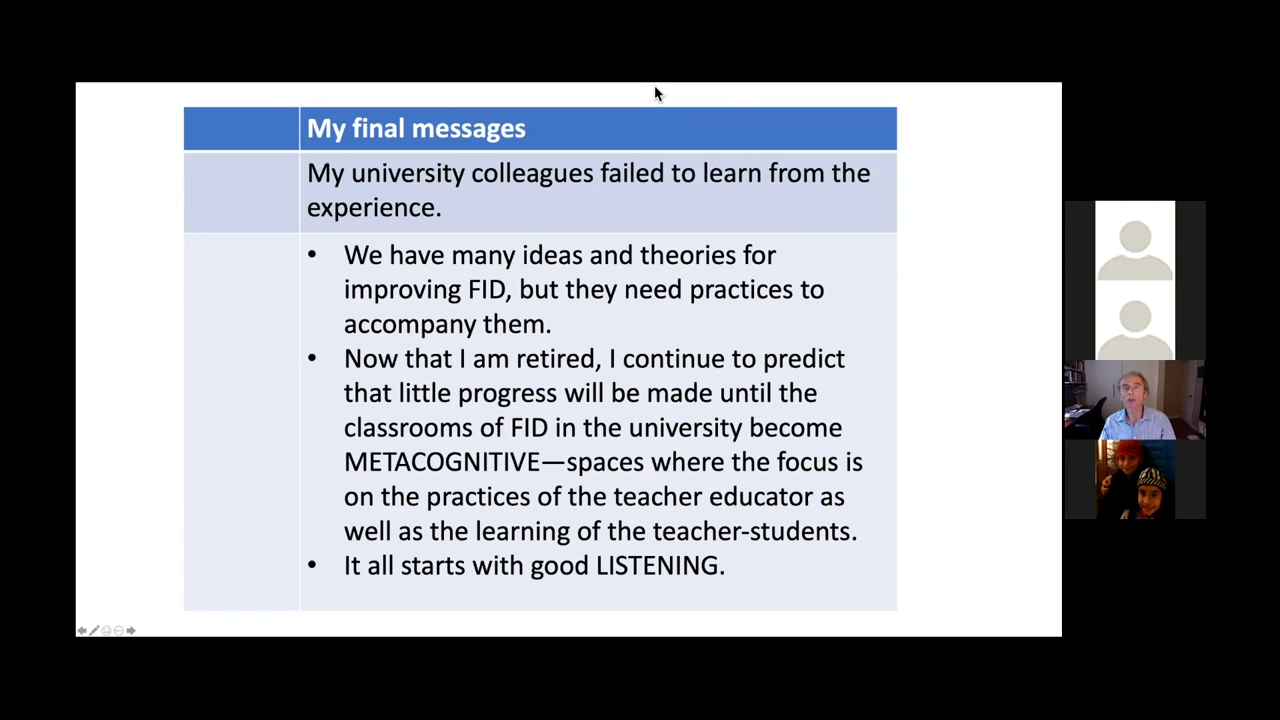 My final messages
My university colleagues failed to learn from the
experience.
• We have many ideas and theories for
improving FID, but they need practices to
accompany them.
• Now that I am retired, I continue to predict
that little progress will be made until the
classrooms of FID in the university become
METACOGNITIVE—spaces where the focus is
on the practices of the teacher educator as
well as the learning of the teacher-students.
• It all starts with good LISTENING.